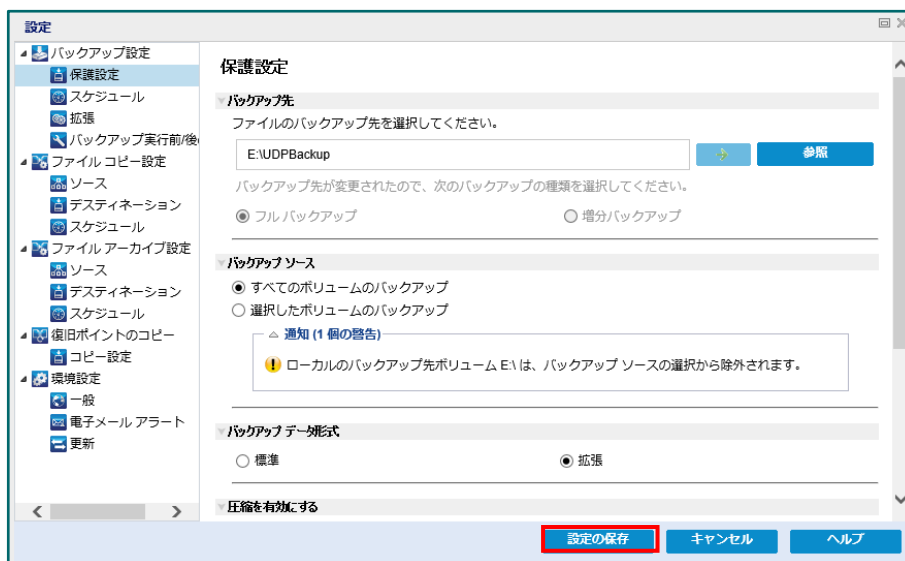 設定
バックアップ設定
保護設定
スケジュール
拡張
バックアップ実行前/後
ファイル コピー設定
ソース
デスティネーション
スケジュール
ファイル アーカイブ設定
ソース
デスティネーション
スケジュール
復旧ポイントのコピー
コピー設定
環境設定
一般
電子メール アラート
更新
保護設定
バックアップ先
ファイルのバックアップ先を選択してください。
E:\UDPBackup
参照
バックアップ先が変更されたので、次のバックアップの種類を選択してください。
フル バックアップ 増分バックアップ
バックアップ ソース
すべてのボリュームのバックアップ
選択したボリュームのバックアップ
通知 (1 個の警告)
ローカルのバックアップ先ボリューム E:\ は、バックアップ ソースの選択から除外されます。
バックアップ データ形式
標準 拡張
圧縮を有効にする
設定の保存 キャンセル ヘルプ